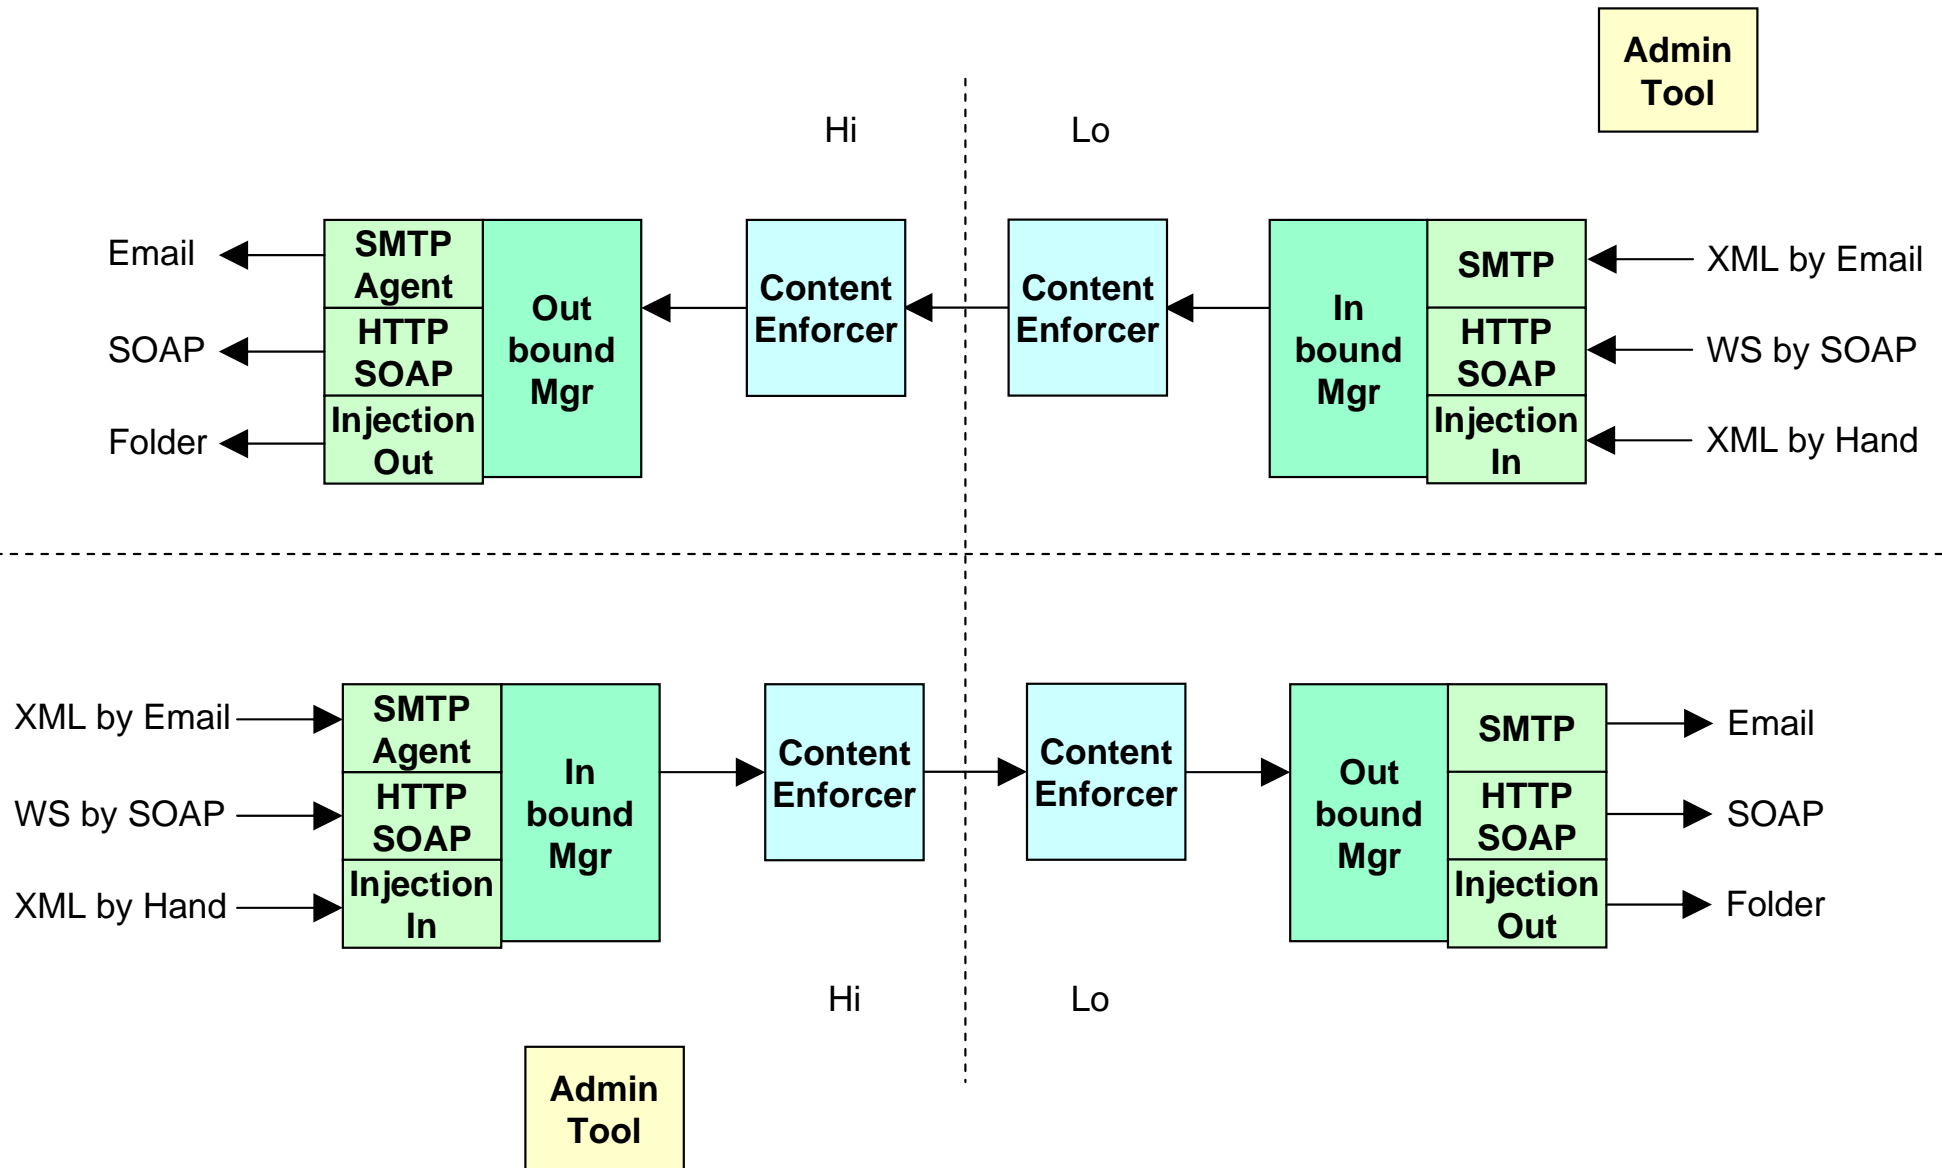 Admin
Tool
Hi
Lo
Email
SOAP
Folder
SMTP
Agent
HTTP
SOAP
Injection
Out
Out
bound
Mgr
Content
Enforcer
Content
Enforcer
In
bound
Mgr
SMTP
HTTP
SOAP
Injection
In
XML by Email
WS by SOAP
XML by Hand
XML by Email
WS by SOAP
XML by Hand
SMTP
Agent
HTTP
SOAP
Injection
In
In
bound
Mgr
Content
Enforcer
Content
Enforcer
Out
bound
Mgr
SMTP
HTTP
SOAP
Injection
Out
Email
SOAP
Folder
Hi
Lo
Admin
Tool